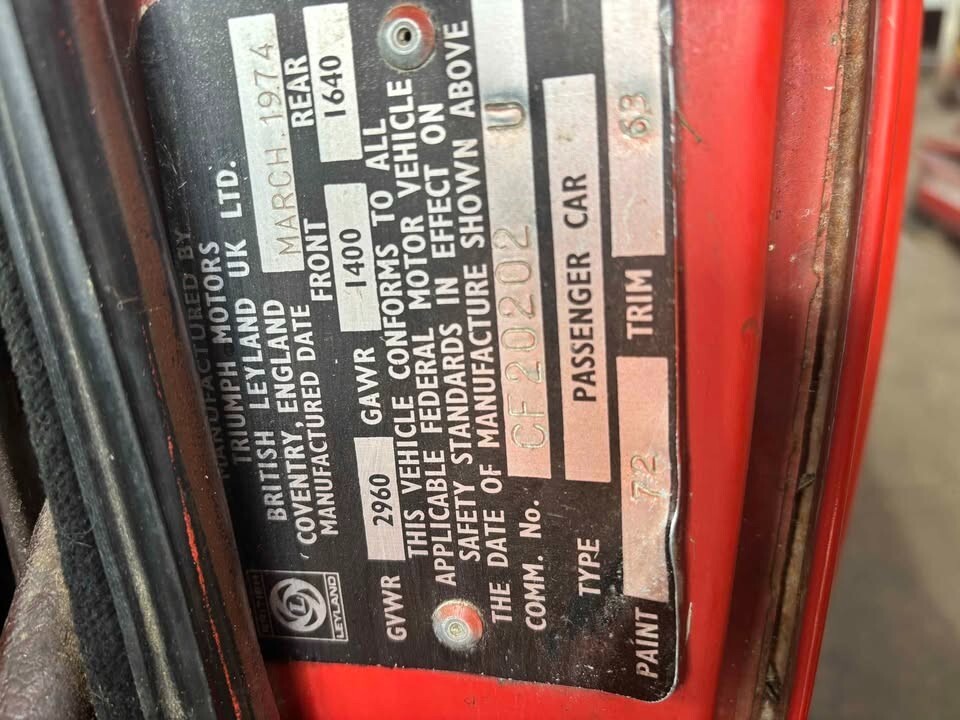 MANUFACTURED BY
TRIUMPH MOTORS
BRITISH LEYLAND UK LTD.
COVENTRY, ENGLAND
MANUFACTURED DATE MARCH.1974
FRONT REAR
GVWR 2960 GAWR 1400 1640
THIS VEHICLE CONFORMS TO ALL
APPLICABLE FEDERAL MOTOR VEHICLE
SAFETY STANDARDS IN EFFECT ON
THE DATE OF MANUFACTURE SHOWN ABOVE
COMM. No. CF20202 U
TYPE PASSENGER CAR
PAINT 72 TRIM 63
L
LEYLAND